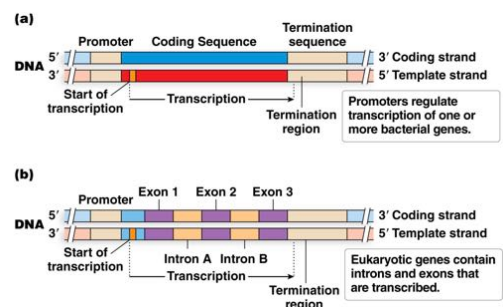 (a)
Termination
Promoter Coding Sequence sequence
5′ 3′ Coding strand
DNA
3′ 5′ Template strand
Start of
transcription
Transcription
Termination
region
Promoters regulate
transcription of one or
more bacterial genes.
(b)
Exon 1 Exon 2 Exon 3
Promoter
5′ 3′ Coding strand
DNA
3′ 5′ Template strand
Start of
transcription
Intron A Intron B
Transcription
Termination
region
Eukaryotic genes contain
introns and exons that
are transcribed.